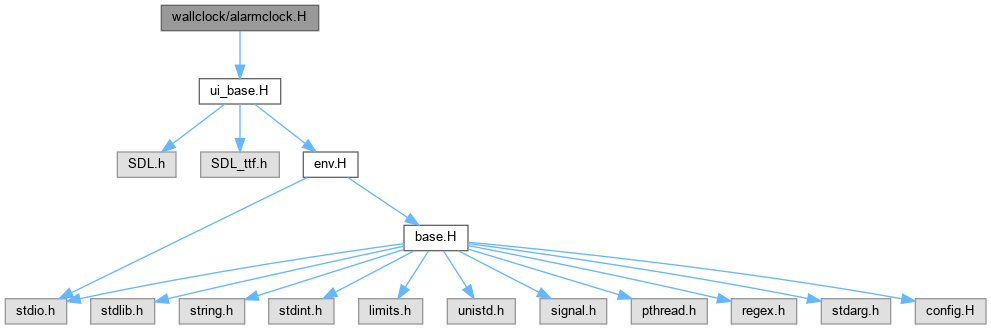 wallclock/alarmclock.H
ui_base.H
SDL.h
SDL_ttf.h
env.H
base.H
stdio.h
stdlib.h
string.h
stdint.h
limits.h
unistd.h
signal.h
pthread.h
regex.h
stdarg.h
config.H